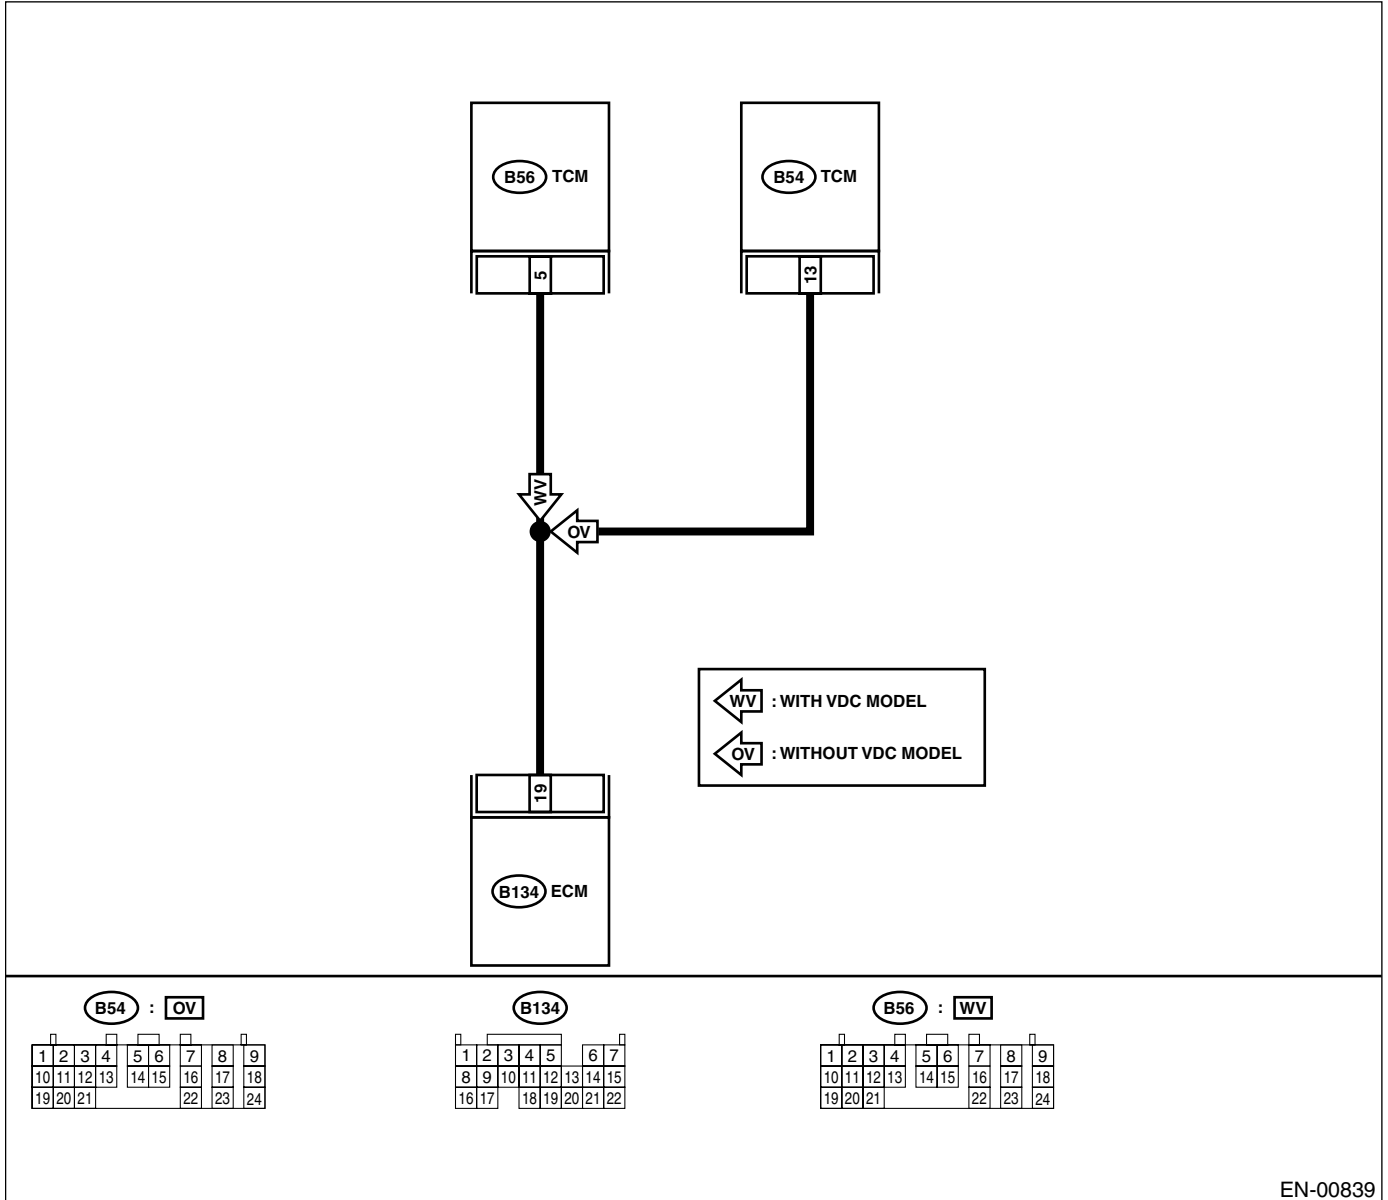 B56 TCM
B54 TCM
5
13
WV
OV
WV : WITH VDC MODEL
OV : WITHOUT VDC MODEL
19
B134 ECM
B54 : OV
1 2 3 4 5 6 7 8 9
10 11 12 13 14 15 16 17 18
19 20 21 22 23 24
B134
1 2 3 4 5 6 7
8 9 10 11 12 13 14 15
16 17 18 19 20 21 22
B56 : WV
1 2 3 4 5 6 7 8 9
10 11 12 13 14 15 16 17 18
19 20 21 22 23 24
EN-00839